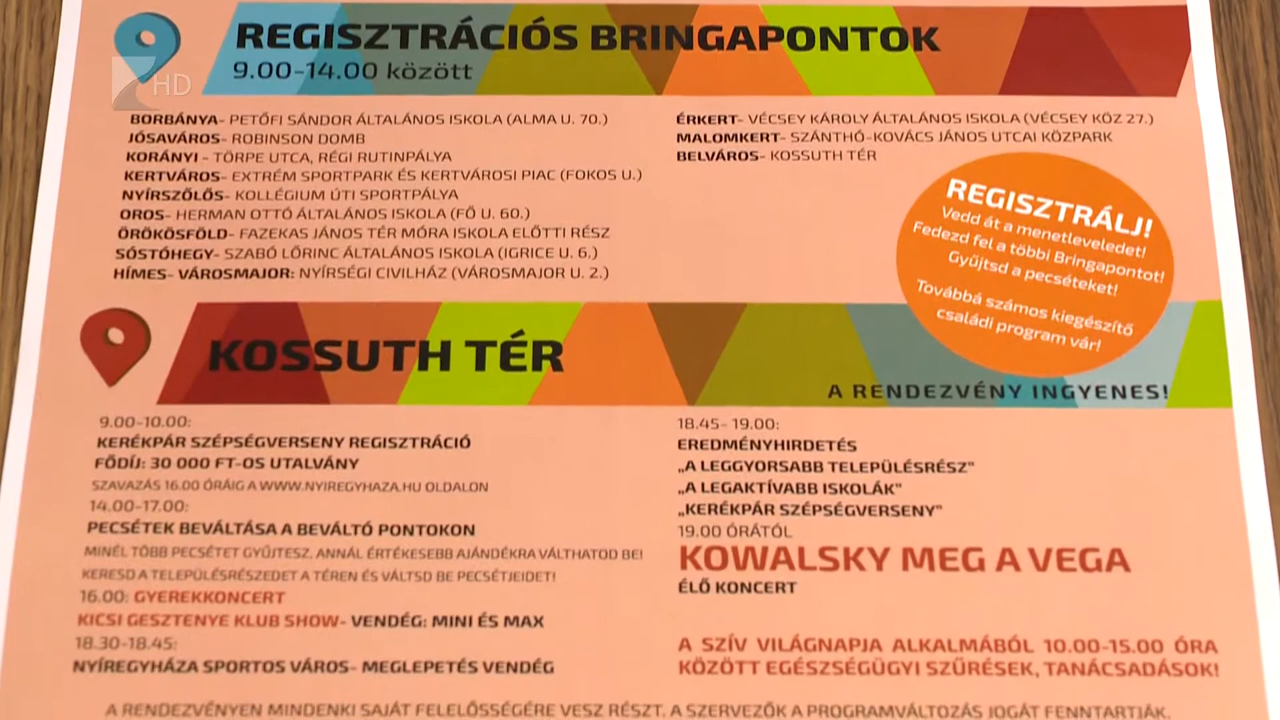 REGISZTRÁCIÓS BRINGAPONTOK
9.00-14.00 között
HD
BORBÁNYA- PETŐFI SÁNDOR ÁLTALÁNOS ISKOLA (ALMA U. 70.)
JÓSAVÁROS- ROBINSON DOMB
KORÁNYI - TÖRPE UTCA, RÉGI RUTINPÁLYA
KERTVÁROS- EXTRÉM SPORTPARK ÉS KERTVÁROSI PIAC (FOKOS U.)
NYÍRSZŐLŐS- KOLLÉGIUM ÚTI SPORTPÁLYA
OROS- HERMAN OTTÓ ÁLTALÁNOS ISKOLA (FŐ U. 60.)
ÖRÖKÖSFÖLD- FAZEKAS JÁNOS TÉR MÓRA ISKOLA ELŐTTI RÉSZ
SÓSTÓHEGY- SZABÓ LŐRINC ÁLTALÁNOS ISKOLA (IGRICE U. 6.)
HÍMES- VÁROSMAJOR: NYÍRSÉGI CIVILHÁZ (VÁROSMAJOR U. 2.)
ÉRKERT- VÉCSEY KÁROLY ÁLTALÁNOS ISKOLA (VÉCSEY KÖZ 27.)
MALOMKERT- SZÁNTHÓ-KOVÁCS JÁNOS UTCAI KÖZPARK
BELVÁROS- KOSSUTH TÉR
REGISZTRÁLJ!
Vedd át a menetleveledet!
Fedezd fel a többi Bringapontot!
Gyűjtsd a pecséteket!
Továbbá számos kiegészítő
családi program vár!
KOSSUTH TÉR
A RENDEZVÉNY INGYENES!
9.00-10.00:
KERÉKPÁR SZÉPSÉGVERSENY REGISZTRÁCIÓ
FŐDÍJ: 30 000 FT-OS UTALVÁNY
SZAVAZÁS 16.00 ÓRÁIG A WWW.NYIREGYHAZA.HU OLDALON
14.00-17.00:
PECSÉTEK BEVÁLTÁSA A BEVÁLTÓ PONTOKON
MINÉL TÖBB PECSÉTET GYŰJTESZ, ANNÁL ÉRTÉKESEBB AJÁNDÉKRA VÁLTHATOD BE!
KERESD A TELEPÜLÉSRÉSZEDET A TÉREN ÉS VÁLTSD BE PECSÉTJEIDET!
16.00: GYEREKKONCERT
KICSI GESZTENYE KLUB SHOW- VENDÉG: MINI ÉS MAX
18.30-18.45:
NYÍREGYHÁZA SPORTOS VÁROS- MEGLEPETÉS VENDÉG
18.45- 19.00:
EREDMÉNYHIRDETÉS
„A LEGGYORSABB TELEPÜLÉSRÉSZ"
„A LEGAKTÍVABB ISKOLÁK"
„KERÉKPÁR SZÉPSÉGVERSENY"
19.00 ÓRÁTÓL
KOWALSKY MEG A VEGA
ÉLŐ KONCERT
A SZÍV VILÁGNAPJA ALKALMÁBÓL 10.00-15.00 ÓRA
KÖZÖTT EGÉSZSÉGÜGYI SZŰRÉSEK, TANÁCSADÁSOK!
A RENDEZVÉNYEN MINDENKI SAJÁT FELELŐSSÉGÉRE VESZ RÉSZT. A SZERVEZŐK A PROGRAMVÁLTOZÁS JOGÁT FENNTARTJÁK.